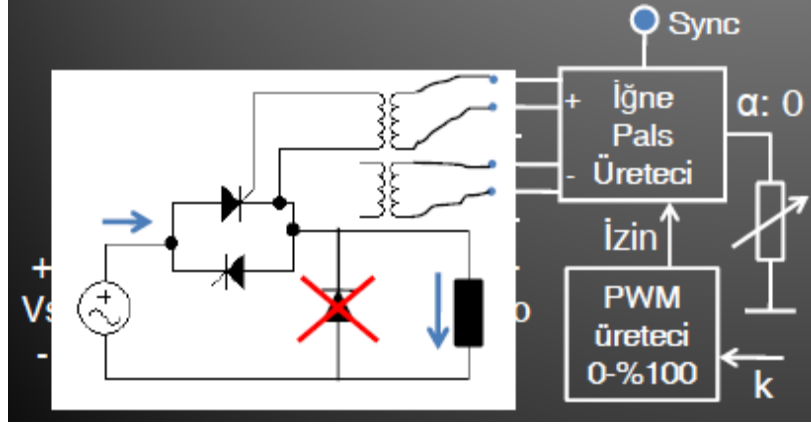 Sync
+ İğne
Pals
- Üreteci
α: 0
İzin
PWM
üreteci
0-%100
k
+
Vs
-
+
o